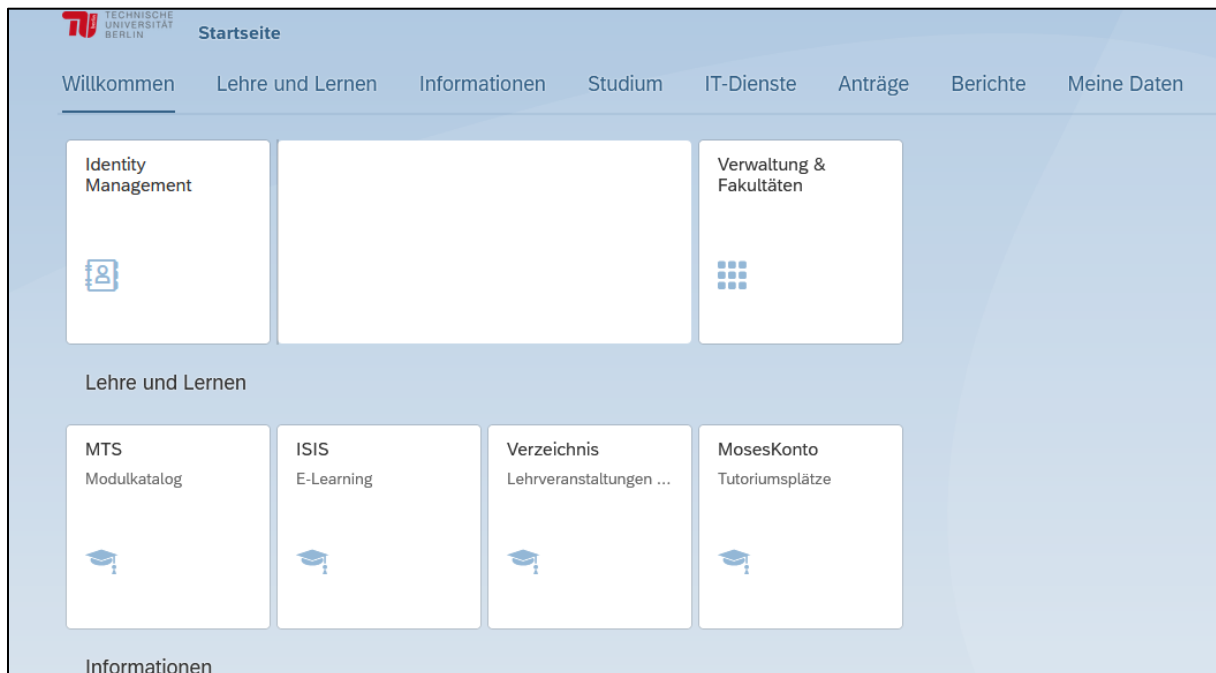 TECHNISCHE
UNIVERSITÄT
BERLIN
Startseite
Willkommen Lehre und Lernen Informationen Studium IT-Dienste Anträge Berichte Meine Daten
Identity
Management
Verwaltung &
Fakultäten
Lehre und Lernen
MTS ISIS Verzeichnis MosesKonto
Modulkatalog E-Learning Lehrveranstaltungen ... Tutoriumsplätze
Informationen